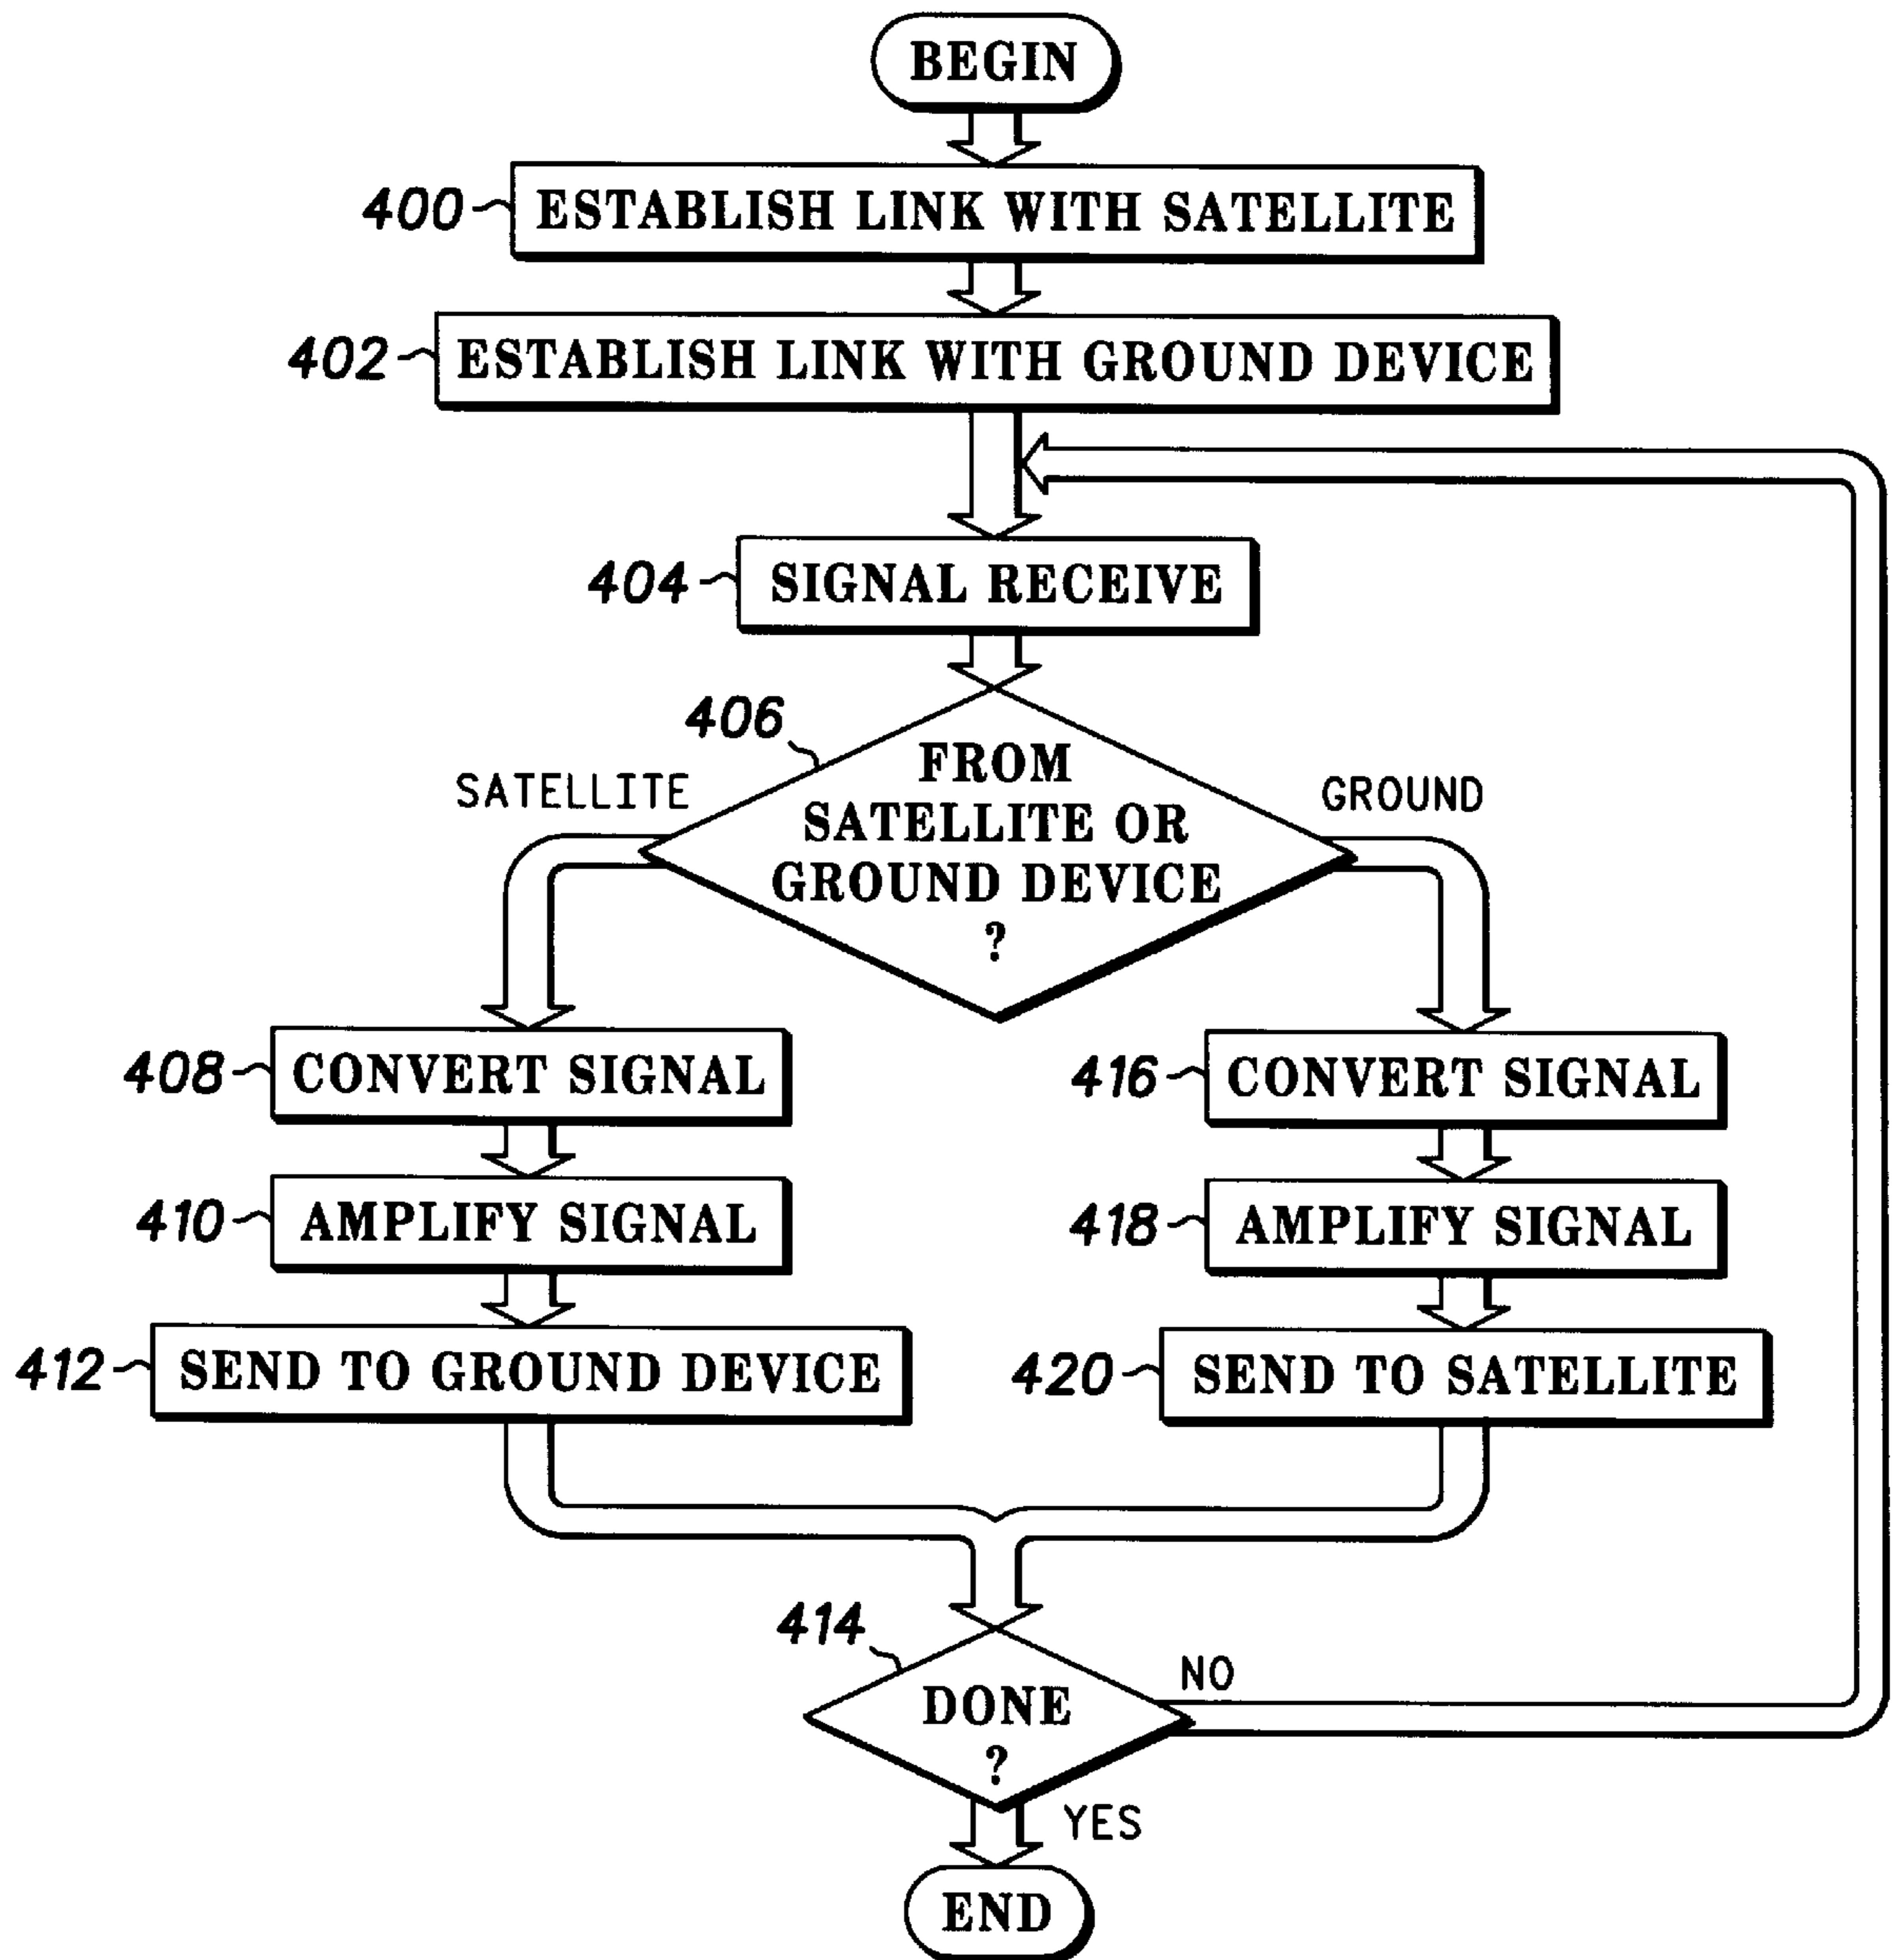 BEGIN
400 ESTABLISH LINK WITH SATELLITE
402 ESTABLISH LINK WITH GROUND DEVICE
404 SIGNAL RECEIVE
406
FROM
SATELLITE OR
GROUND DEVICE
?
SATELLITE
GROUND
408 CONVERT SIGNAL
410 AMPLIFY SIGNAL
412 SEND TO GROUND DEVICE
416 CONVERT SIGNAL
418 AMPLIFY SIGNAL
420 SEND TO SATELLITE
414
DONE
?
NO
YES
END